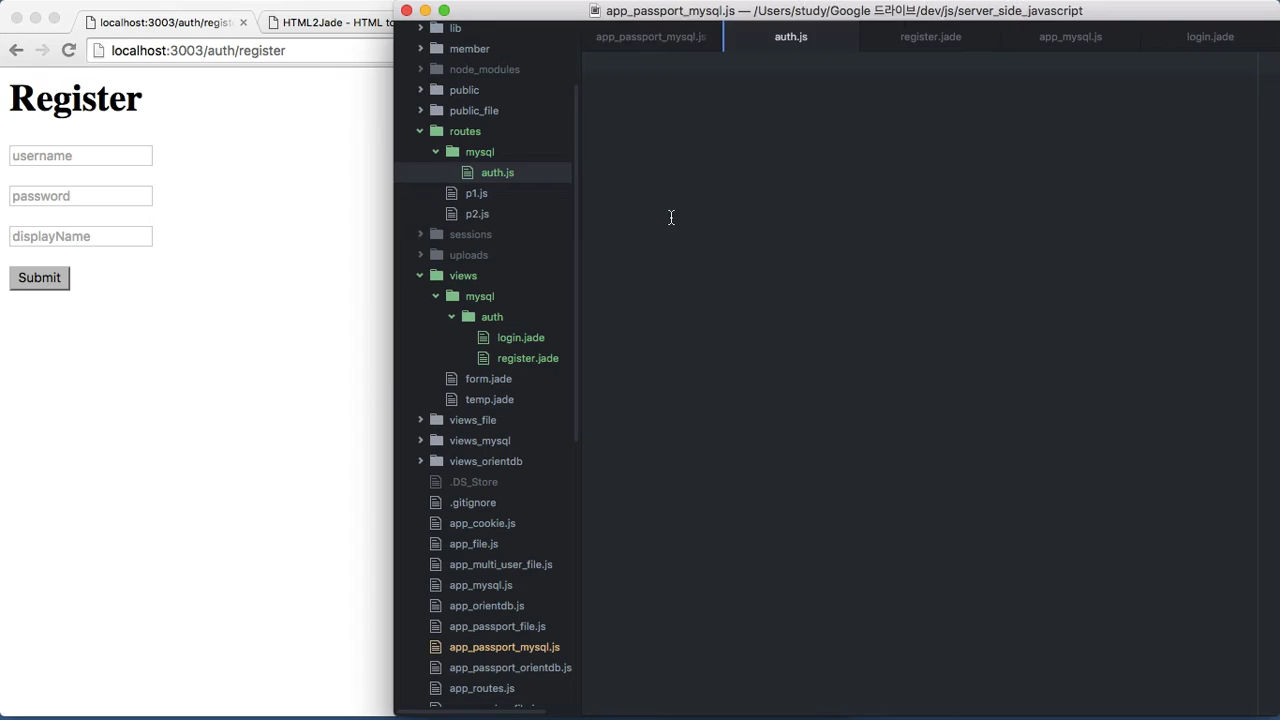 localhost:3003/auth/regist
HTML2Jade - HTML to
localhost:3003/auth/register
Register
username
password
displayName
Submit
app_passport_mysql.js — /Users/study/Google 드라이브/dev/js/server_side_javascript
app_passport_mysql.js
auth.js
register.jade
app_mysql.js
login.jade
lib
member
node_modules
public
public_file
routes
mysql
auth.js
p1.js
p2.js
sessions
uploads
views
mysql
auth
login.jade
register.jade
form.jade
temp.jade
views_file
views_mysql
views_orientdb
.DS_Store
.gitignore
app_cookie.js
app_file.js
app_multi_user_file.js
app_mysql.js
app_orientdb.js
app_passport_file.js
app_passport_mysql.js
app_passport_orientdb.js
app_routes.js